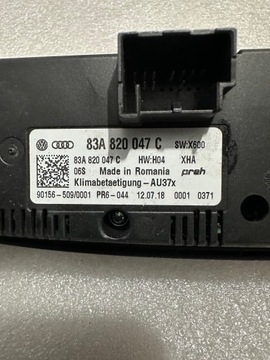 83A 820 047 C SW:X600
83A 820 047 C HW:H04 XHA
06S Made in Romania preh
Klimabetaetigung-AU37x
90156-509/0001 PR6-044 12.07.18 0001 0371